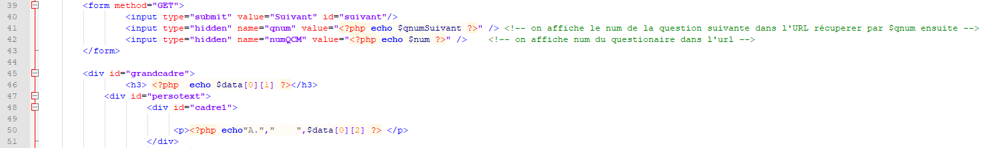 39 <form method="GET">
40 <input type="submit" value="Suivant" id="suivant"/>
41 <input type="hidden" name="qnum" value="<?php echo $qnumSuivant ?>" /> <!-- on affiche le num de la question suivante dans l'URL récuperer par $qnum ensuite -->
42 <input type="hidden" name="numQCM" value="<?php echo $num ?>" />    <!-- on affiche num du questionaire dans l'url -->
43 </form>
44
45 <div id="grandcadre">
46 <h3> <?php  echo $data[0][1] ?></h3>
47 <div id="persotext">
48 <div id="cadre1">
49
50 <p><?php echo"A.","    ",$data[0][2] ?> </p>
51 </div>